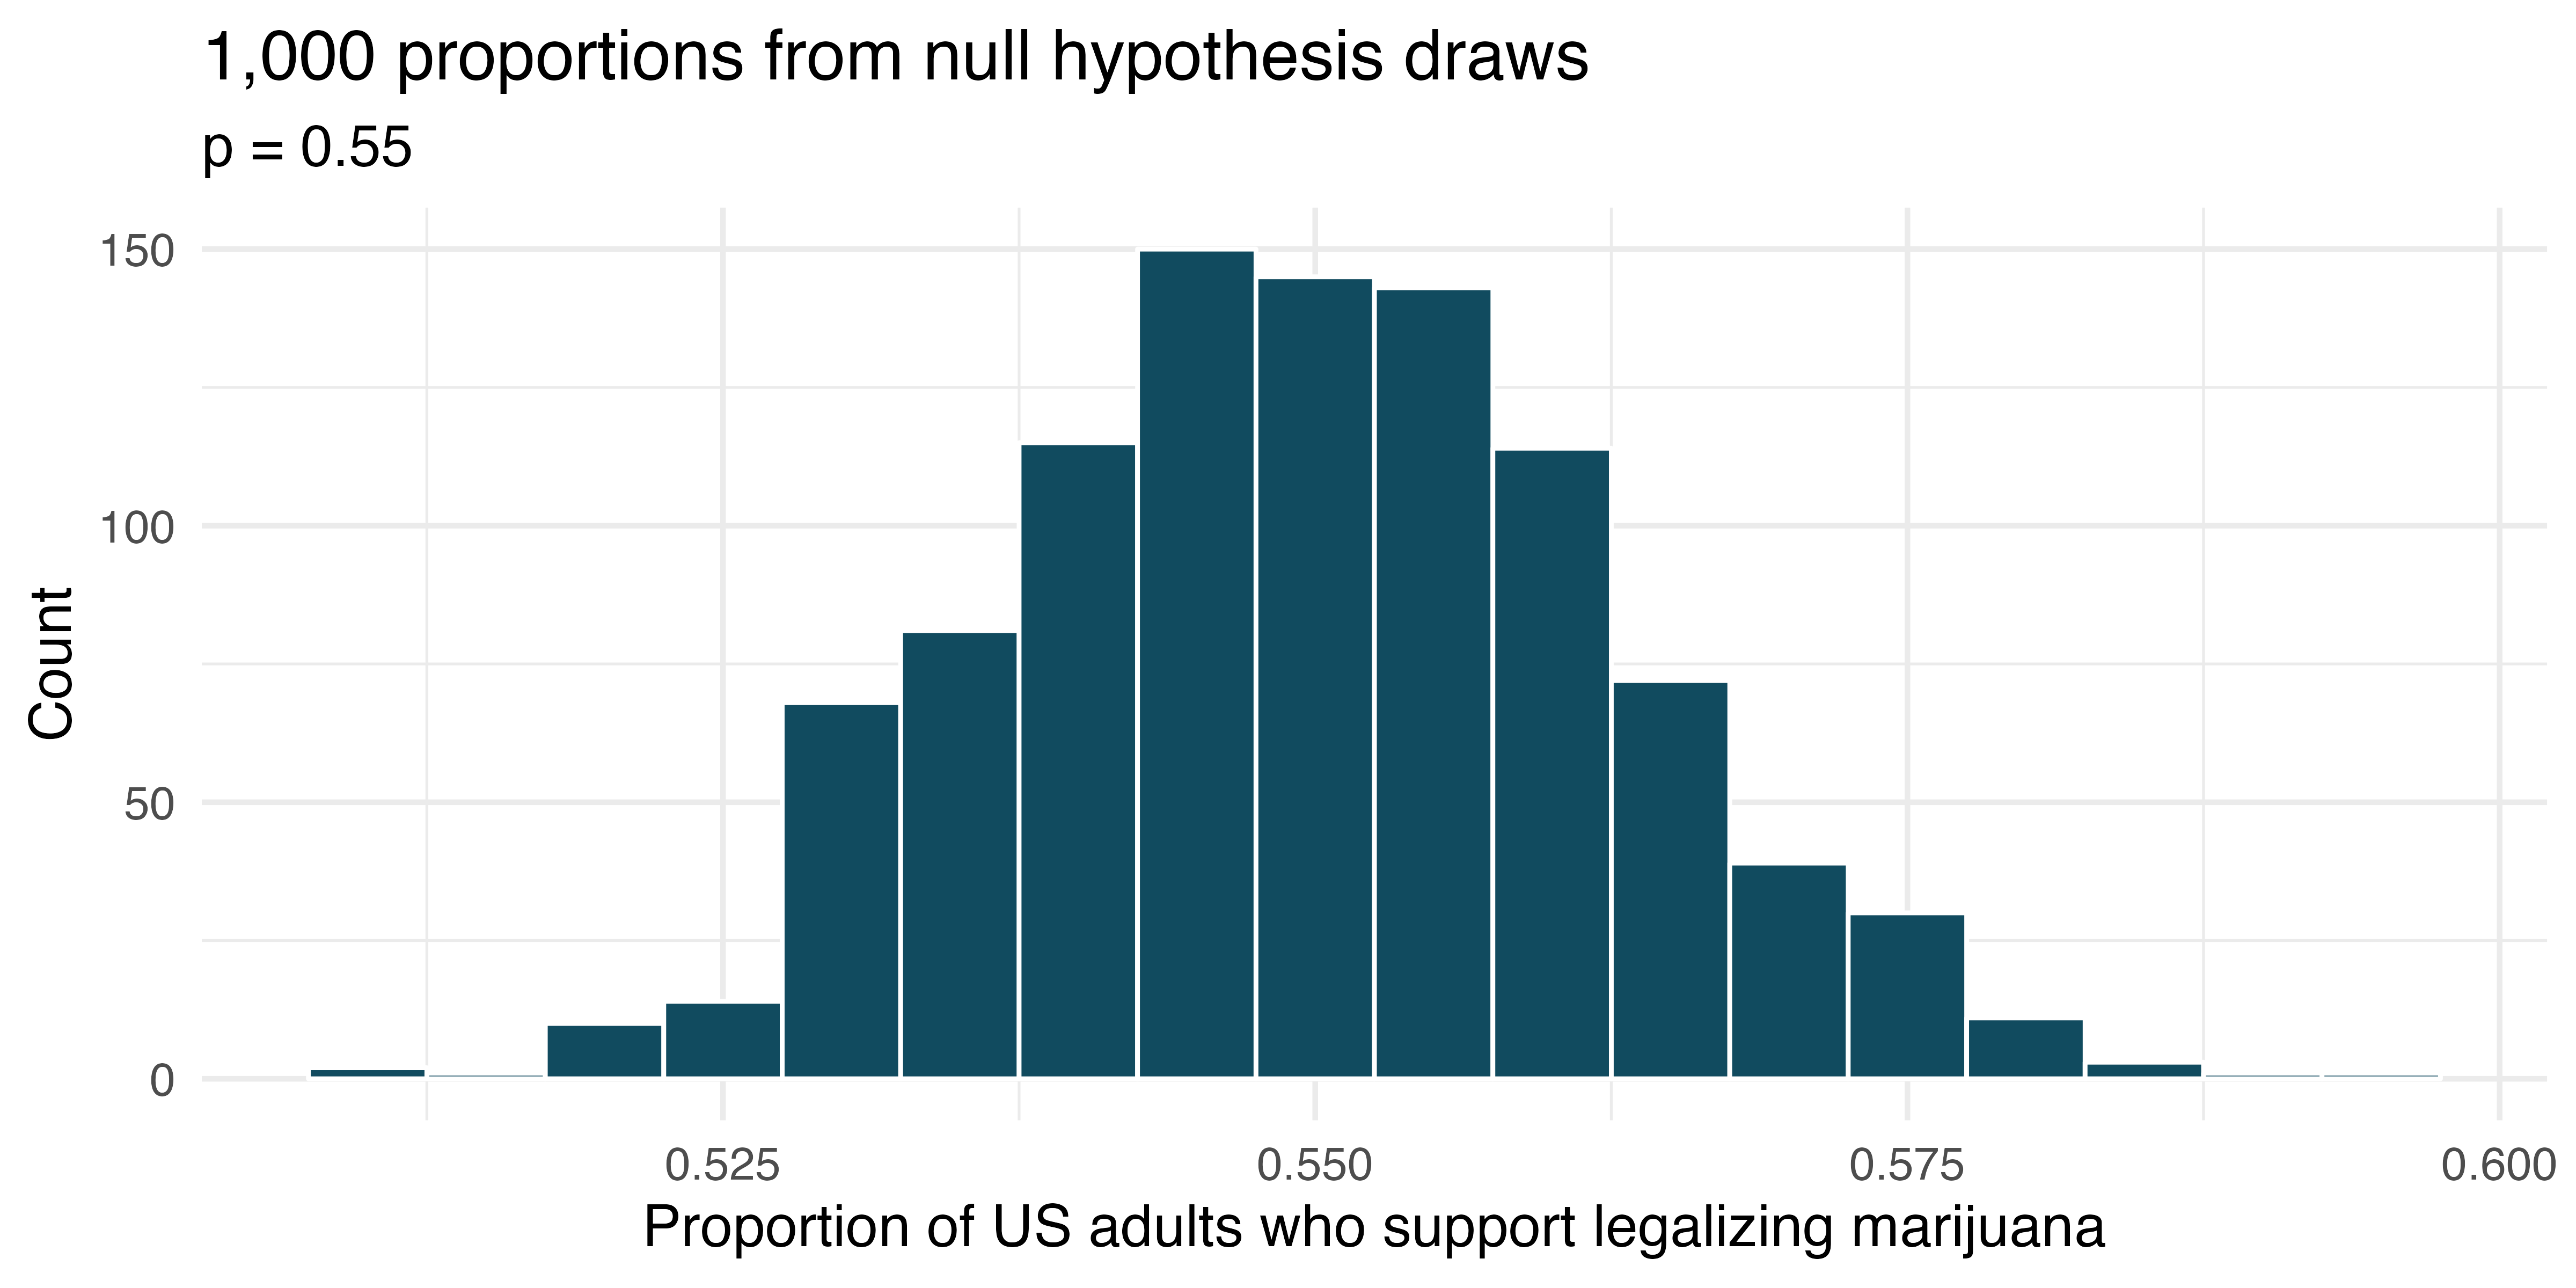 1,000 proportions from null hypothesis draws
p = 0.55
150
100
50
0
Count
0.525 0.550 0.575 0.600
Proportion of US adults who support legalizing marijuana